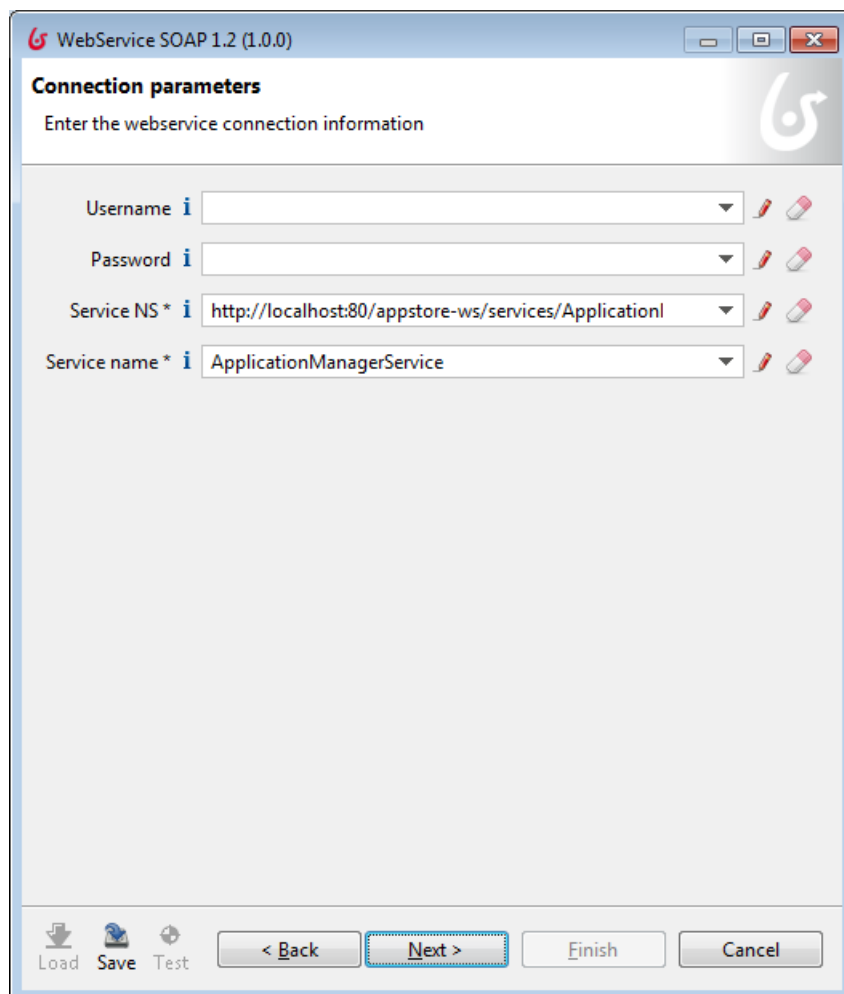 WebService SOAP 1.2 (1.0.0)
Connection parameters
Enter the webservice connection information
Username i
Password i
Service NS * i http://localhost:80/appstore-ws/services/Application
Service name * i ApplicationManagerService
Load Save Test < Back Next > Finish Cancel